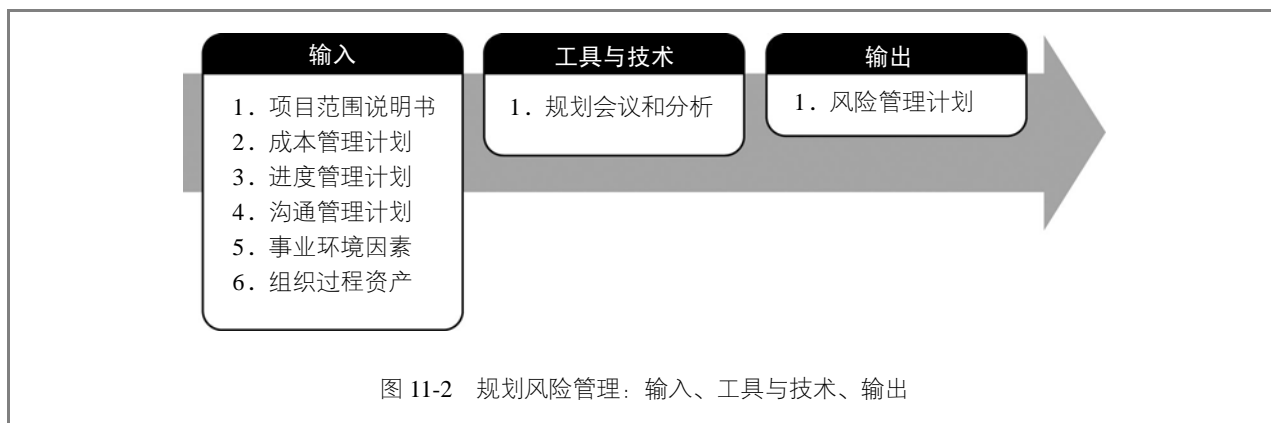 输入
1. 项目范围说明书
2. 成本管理计划
3. 进度管理计划
4. 沟通管理计划
5. 事业环境因素
6. 组织过程资产
工具与技术
1. 规划会议和分析
输出
1. 风险管理计划
图 11-2 规划风险管理：输入、工具与技术、输出